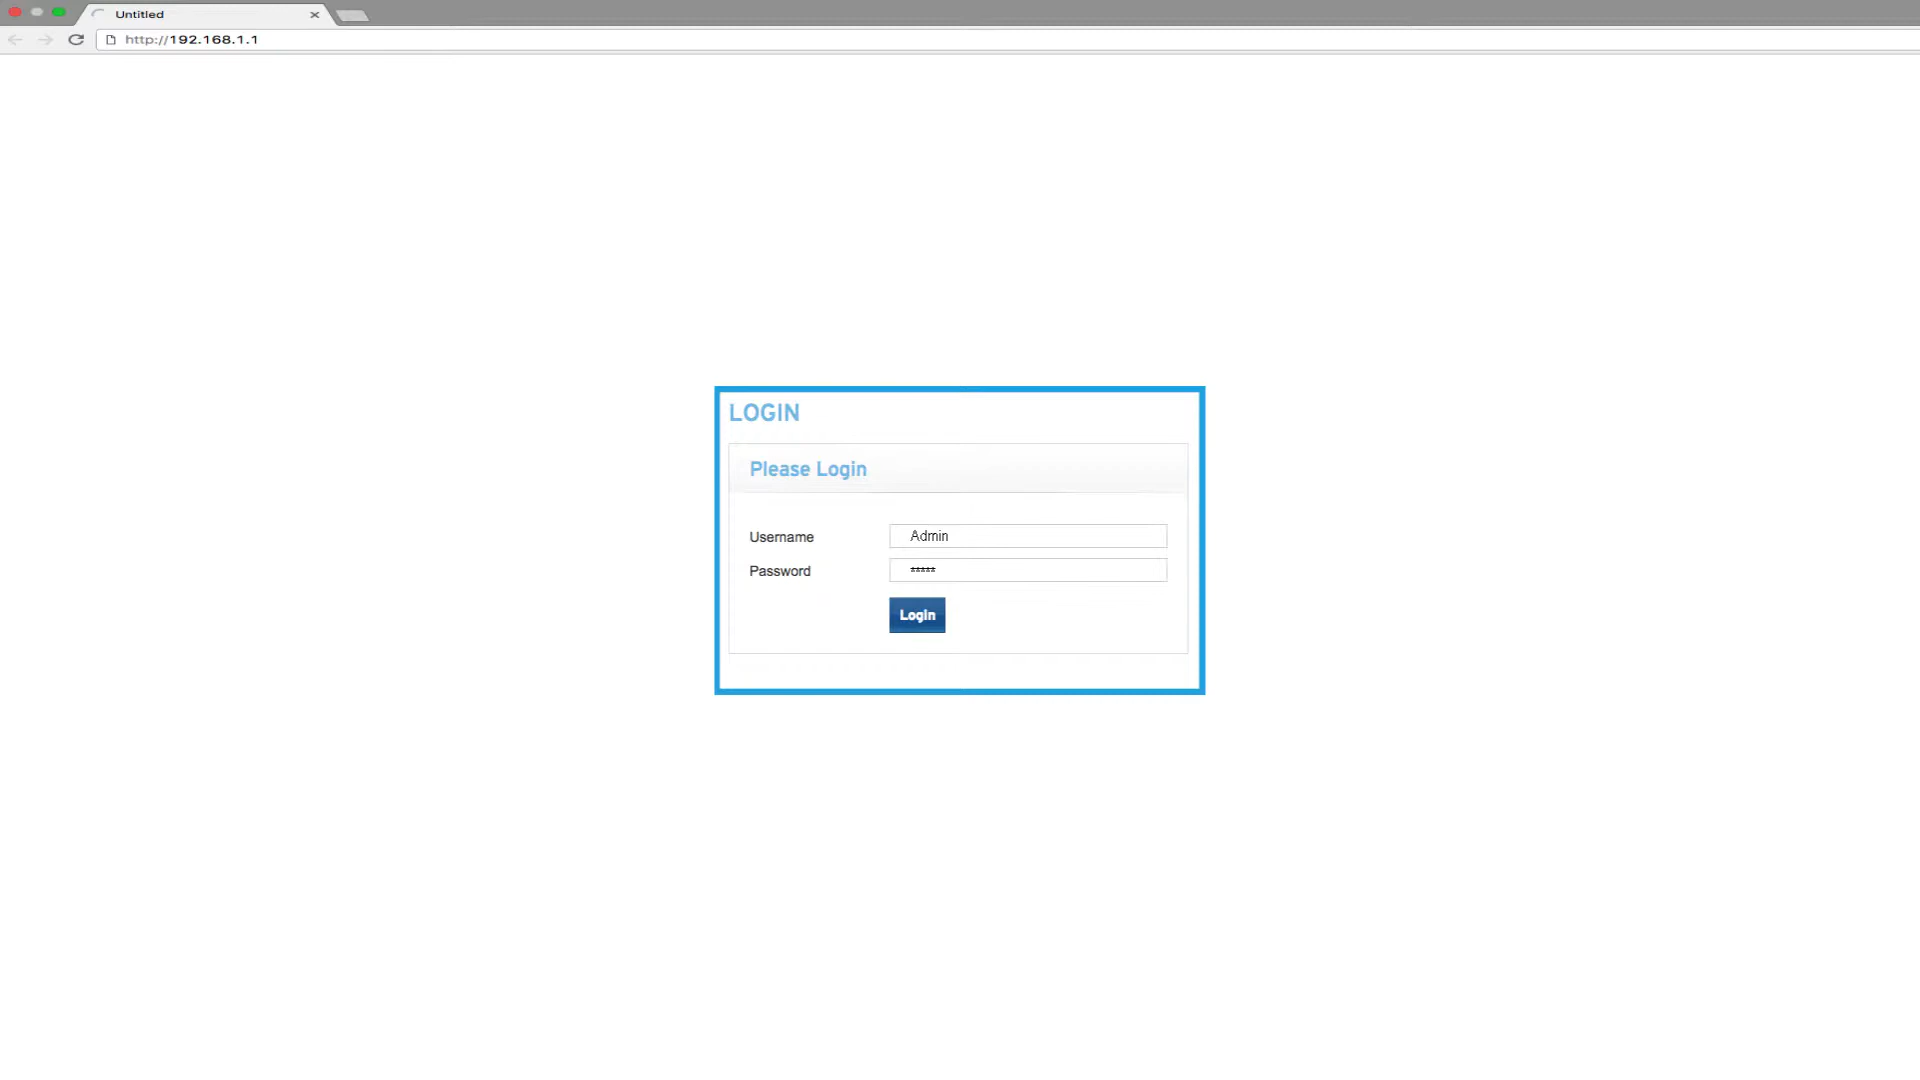 Untitled
http://192.168.1.1
LOGIN
Please Login
Username Admin
Password *****
Login